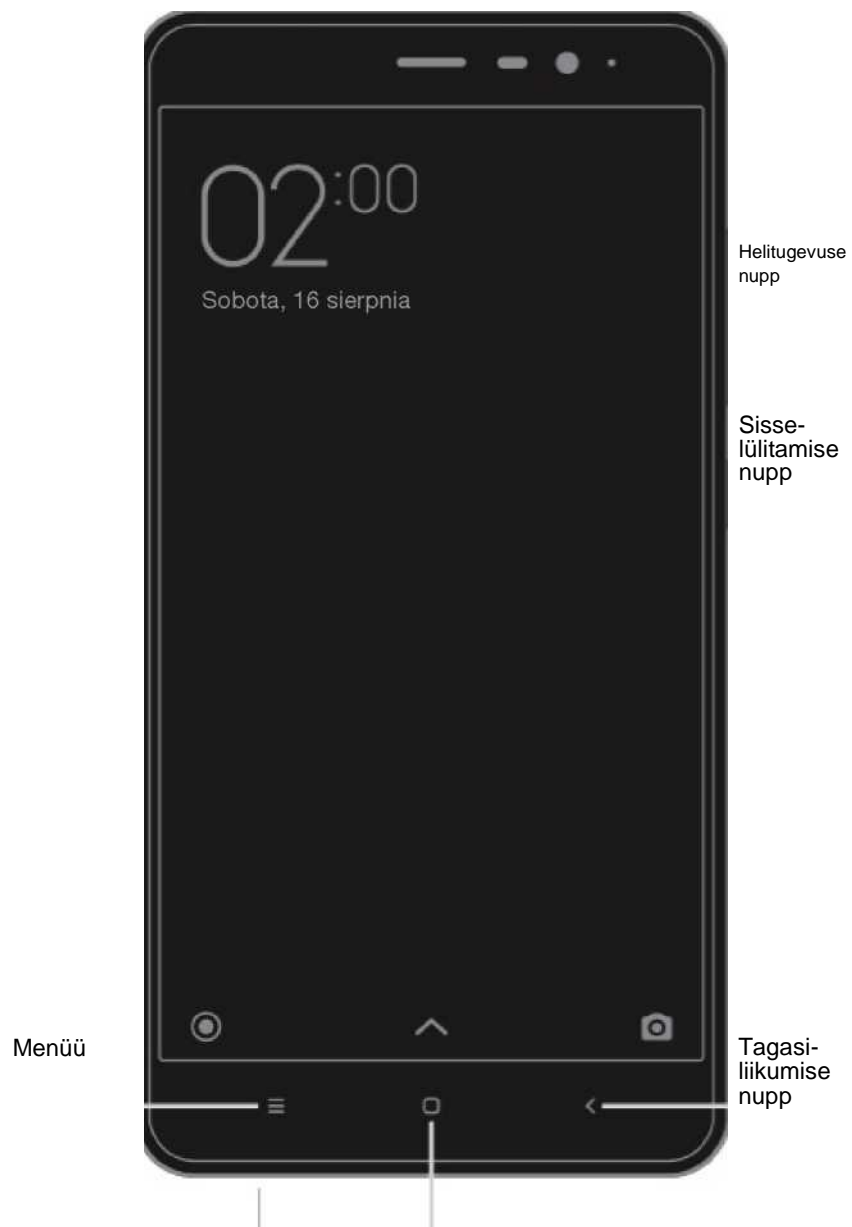 02:00
Sobota, 16 sierpnia
Helitugevuse
nupp
Sisse-
lülitamise
nupp
Menüü
Tagasi-
liikumise
nupp